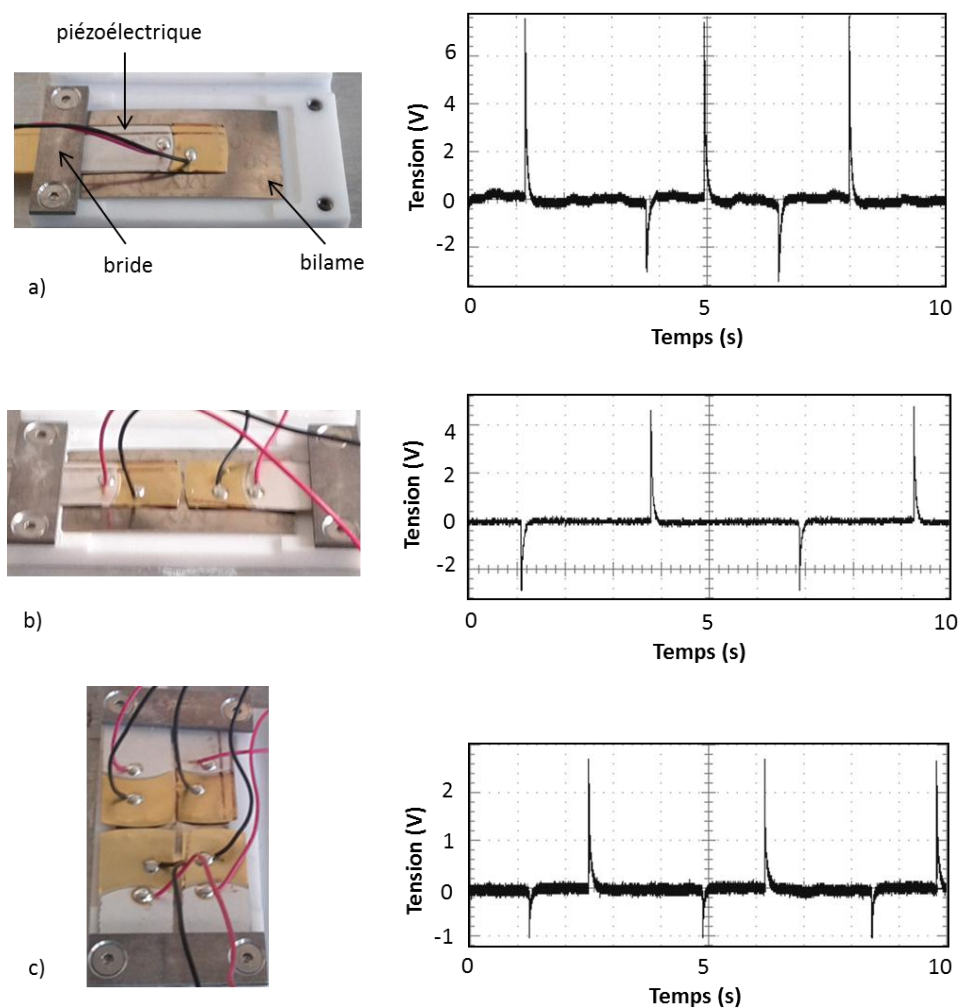 piézoélectrique
bride
bilame
a)
Tension (V)
6
4
2
0
-2
0
5
10
Temps (s)
b)
Tension (V)
4
2
0
-2
0
5
10
Temps (s)
c)
Tension (V)
2
1
0
-1
0
5
10
Temps (s)